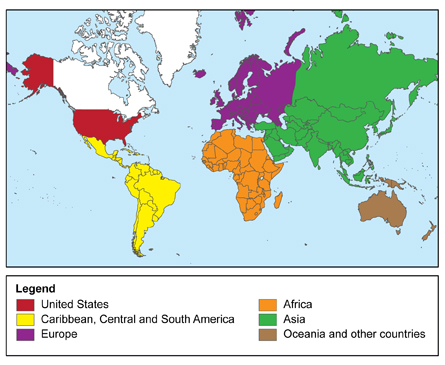 Legend
United States
Caribbean, Central and South America
Europe
Africa
Asia
Oceania and other countries